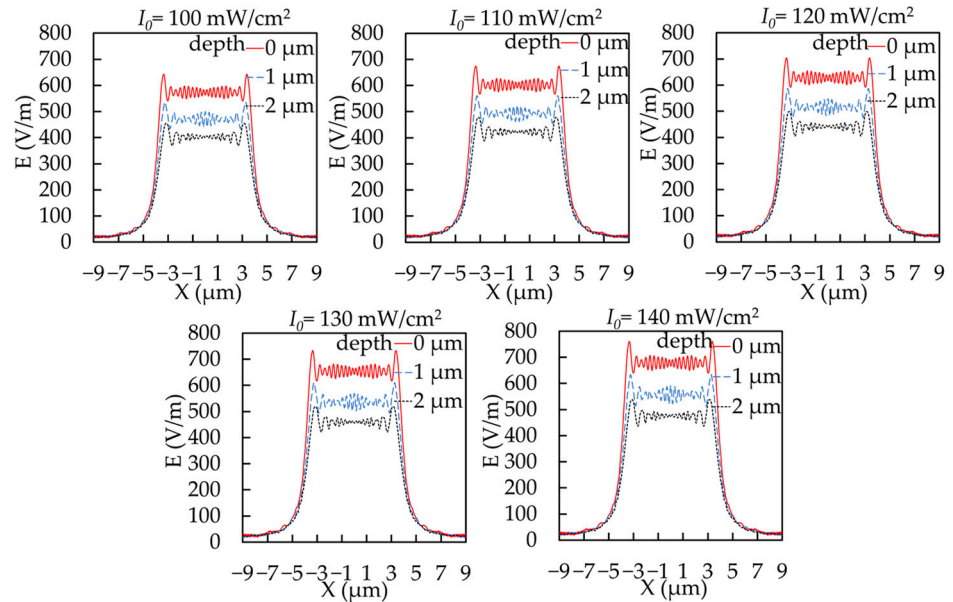 I₀= 100 mW/cm²
800
700
600
500
400
300
200
100
0
E (V/m)
depth
0 µm
1 µm
2 µm
−9−7−5−3−1 1 3 5 7 9
X (µm)
I₀= 110 mW/cm²
800
700
600
500
400
300
200
100
0
E (V/m)
depth
0 µm
1 µm
2 µm
−9−7−5−3−1 1 3 5 7 9
X (µm)
I₀= 120 mW/cm²
800
700
600
500
400
300
200
100
0
E (V/m)
depth
0 µm
1 µm
2 µm
−9−7−5−3−1 1 3 5 7 9
X (µm)
I₀= 130 mW/cm²
800
700
600
500
400
300
200
100
0
E (V/m)
depth
0 µm
1 µm
2 µm
−9−7−5−3−1 1 3 5 7 9
X (µm)
I₀= 140 mW/cm²
800
700
600
500
400
300
200
100
0
E (V/m)
depth
0 µm
1 µm
2 µm
−9−7−5−3−1 1 3 5 7 9
X (µm)